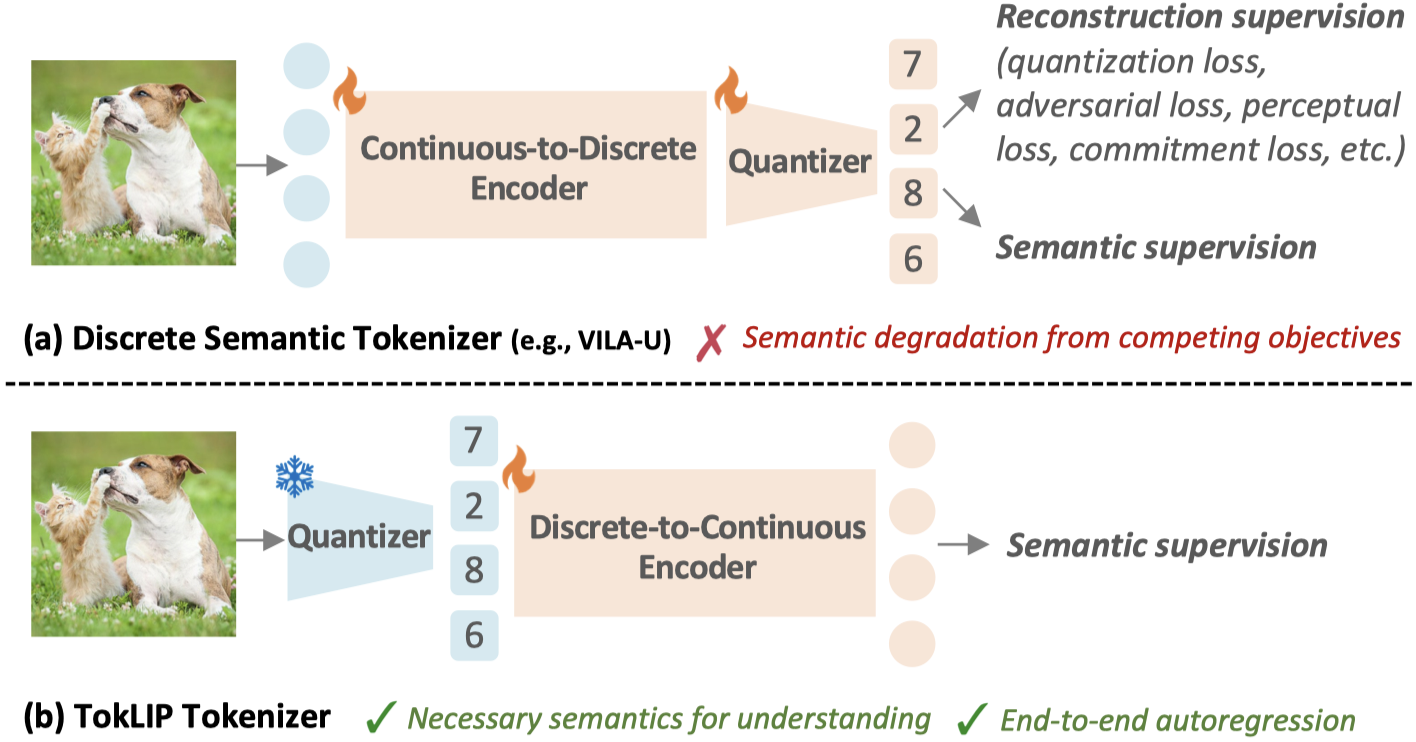 Reconstruction supervision
(quantization loss,
adversarial loss, perceptual
loss, commitment loss, etc.)
Continuous-to-Discrete
Encoder
Quantizer
7
2
8
6
Semantic supervision
(a) Discrete Semantic Tokenizer (e.g., VILA-U) ✗ Semantic degradation from competing objectives
Quantizer
7
2
8
6
Discrete-to-Continuous
Encoder
Semantic supervision
(b) TokLIP Tokenizer ✓ Necessary semantics for understanding ✓ End-to-end autoregression